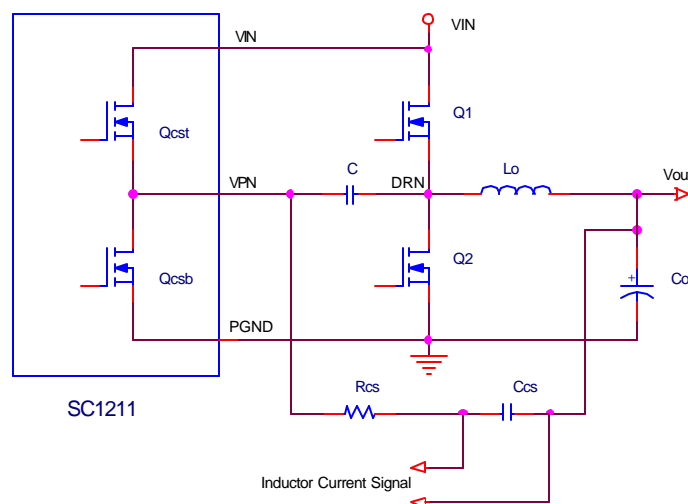 VIN
VIN
Qcst
Q1
VPN
C
DRN
Lo
Vou
Qcsb
Q2
+
Co
PGND
Rcs
Ccs
SC1211
Inductor Current Signal